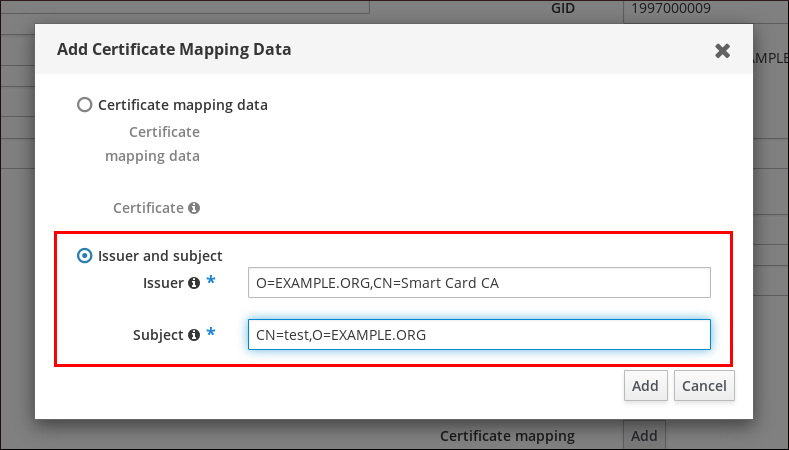 GID 1997000009
Add Certificate Mapping Data
AMPLE
Certificate mapping data
Certificate
mapping data
Certificate
Issuer and subject
Issuer * O=EXAMPLE.ORG,CN=Smart Card CA
Subject * CN=test,O=EXAMPLE.ORG
Add Cancel
Certificate mapping Add